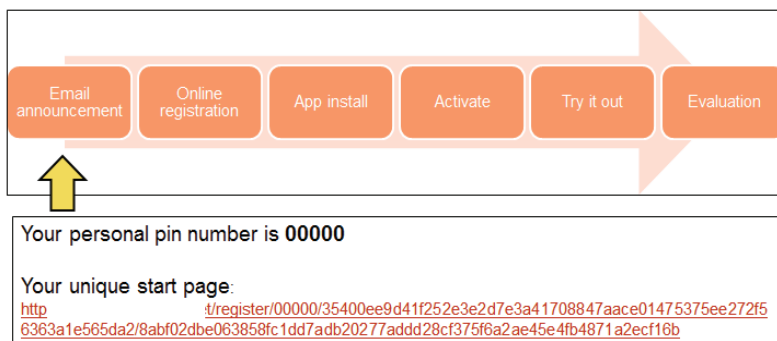 Email announcement
Online registration
App install
Activate
Try it out
Evaluation
Your personal pin number is 00000
Your unique start page:
http t/register/00000/35400ee9d41f252e3e2d7e3a41708847aace01475375ee272f5
6363a1e565da2/8abf02dbe063858fc1dd7adb20277addd28cf375f6a2ae45e4fb4871a2ecf16b